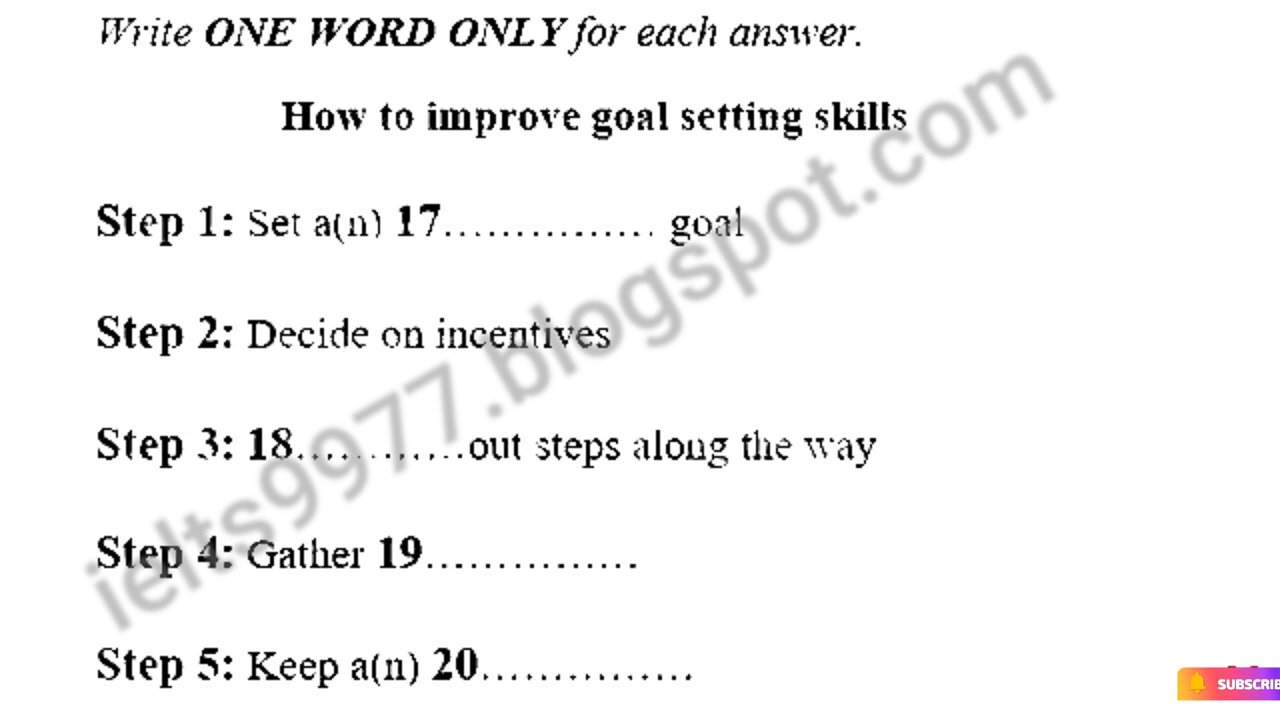 Write ONE WORD ONLY for each answer.
How to improve goal setting skills
Step 1: Set a(n) 17............... goal
Step 2: Decide on incentives
Step 3: 18............out steps along the way
Step 4: Gather 19...............
Step 5: Keep a(n) 20...............
ielts9977.blogspot.com
SUBSCRIBE